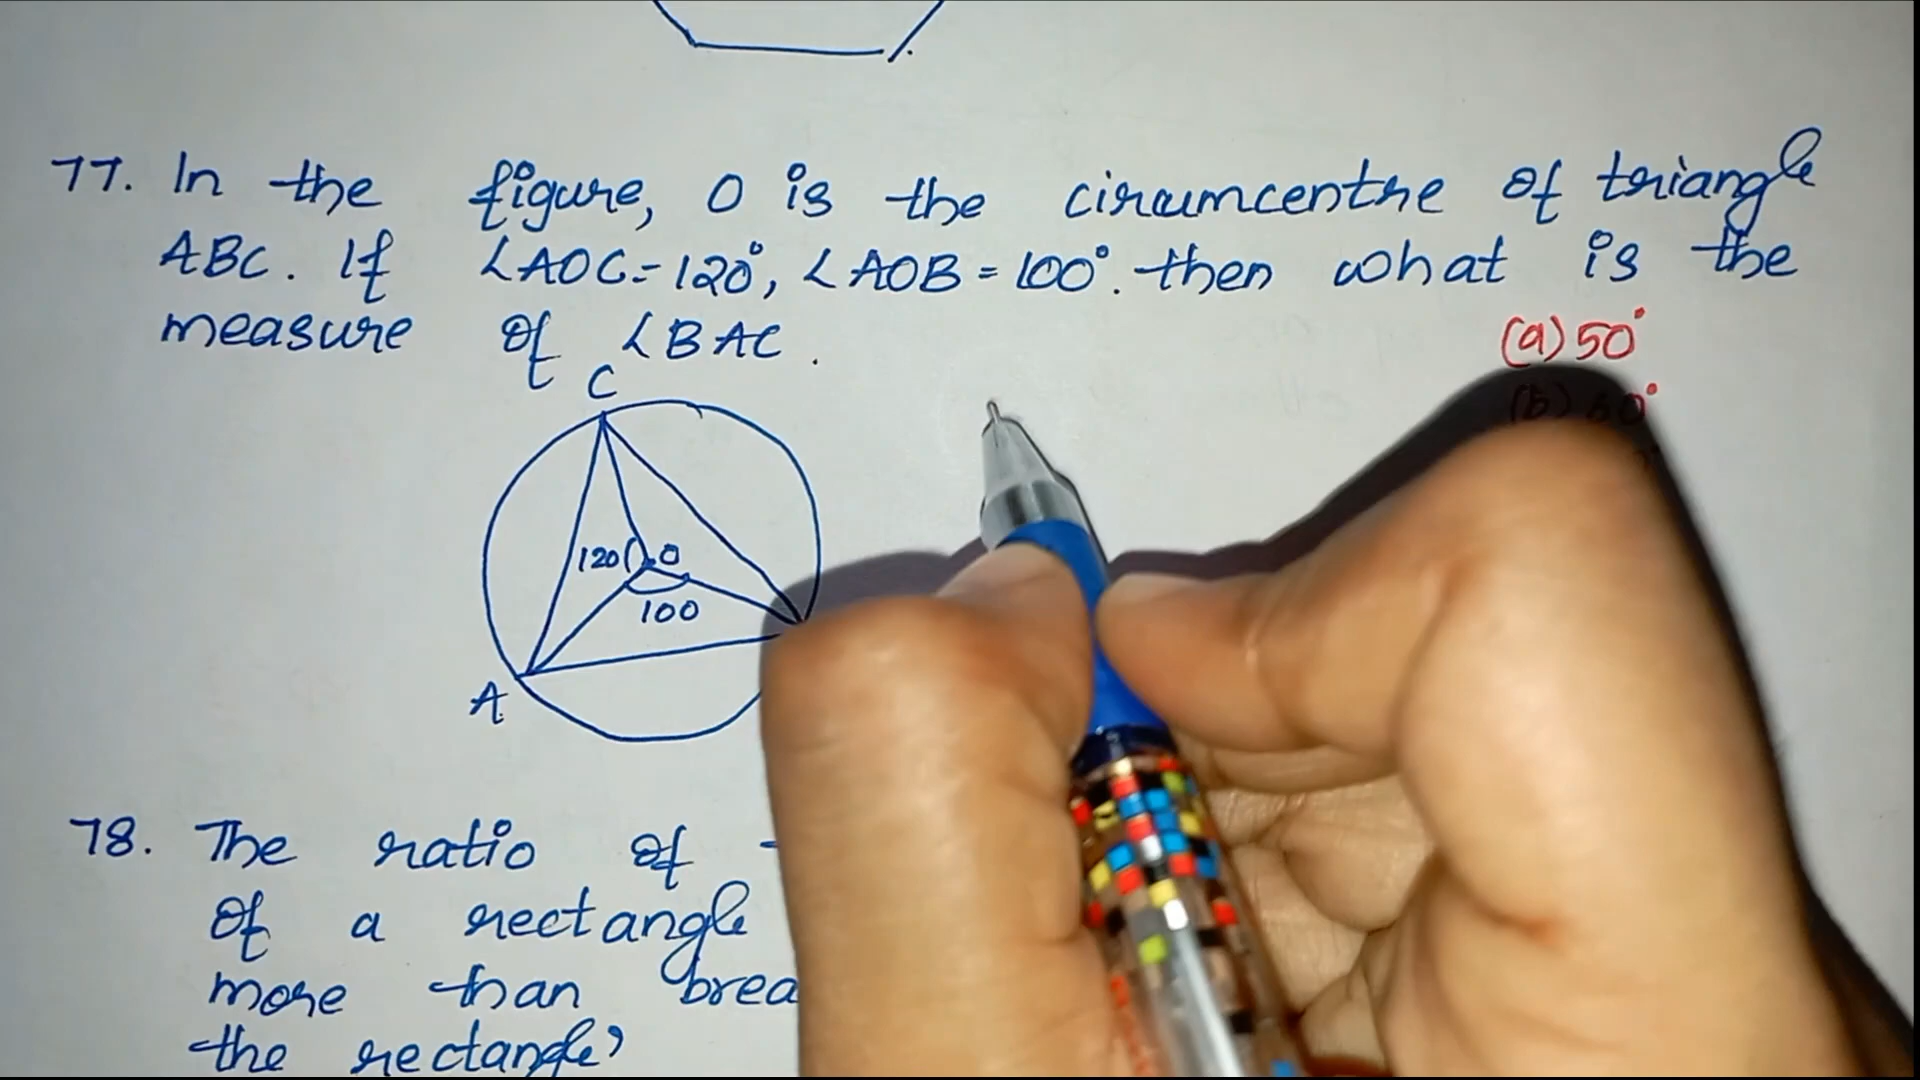 77. In the figure, O is the circumcentre of triangle
ABC. If ∠AOC = 120°, ∠AOB = 100°. then what is the
measure of ∠BAC.
(a) 50°
(b) 60°
C
120
O
100
A
78. The ratio of
of a rectangle
more than brea
the rectangle?